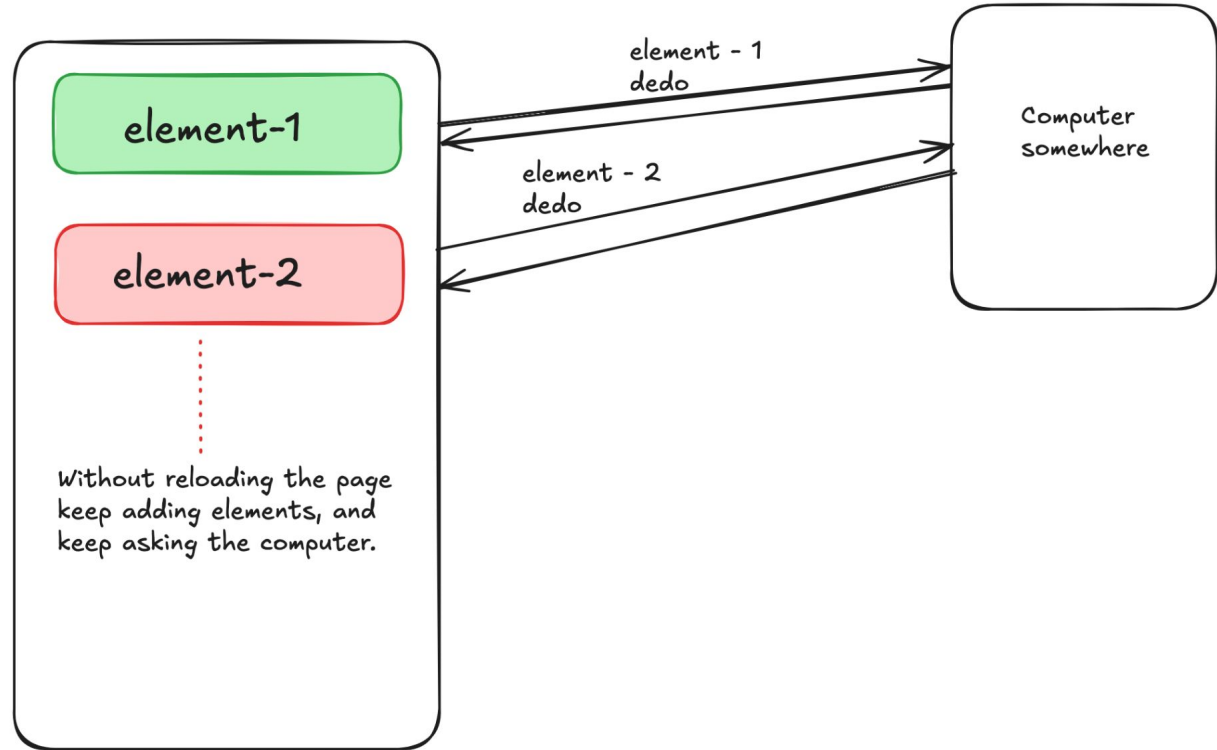 element-1
element - 1
dedo
Computer
somewhere
element - 2
dedo
element-2
Without reloading the page
keep adding elements, and
keep asking the computer.